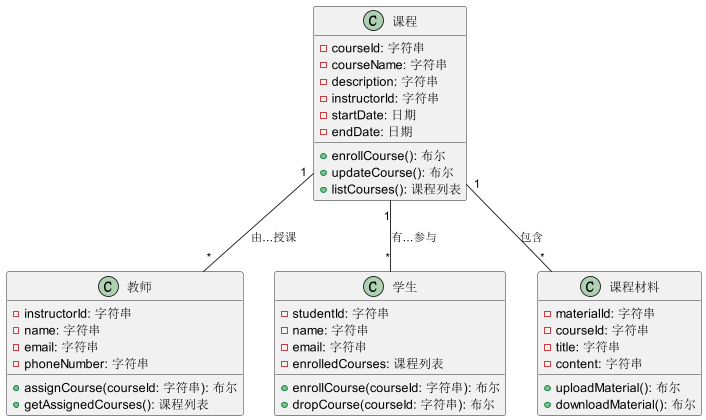 C 课程
courseId: 字符串
courseName: 字符串
description: 字符串
instructorId: 字符串
startDate: 日期
endDate: 日期
enrollCourse(): 布尔
updateCourse(): 布尔
listCourses(): 课程列表
1
1
1
由...授课
有...参与
包含
*
*
*
C 教师
instructorId: 字符串
name: 字符串
email: 字符串
phoneNumber: 字符串
assignCourse(courseId: 字符串): 布尔
getAssignedCourses(): 课程列表
C 学生
studentId: 字符串
name: 字符串
email: 字符串
enrolledCourses: 课程列表
enrollCourse(courseId: 字符串): 布尔
dropCourse(courseId: 字符串): 布尔
C 课程材料
materialId: 字符串
courseId: 字符串
title: 字符串
content: 字符串
uploadMaterial(): 布尔
downloadMaterial(): 布尔